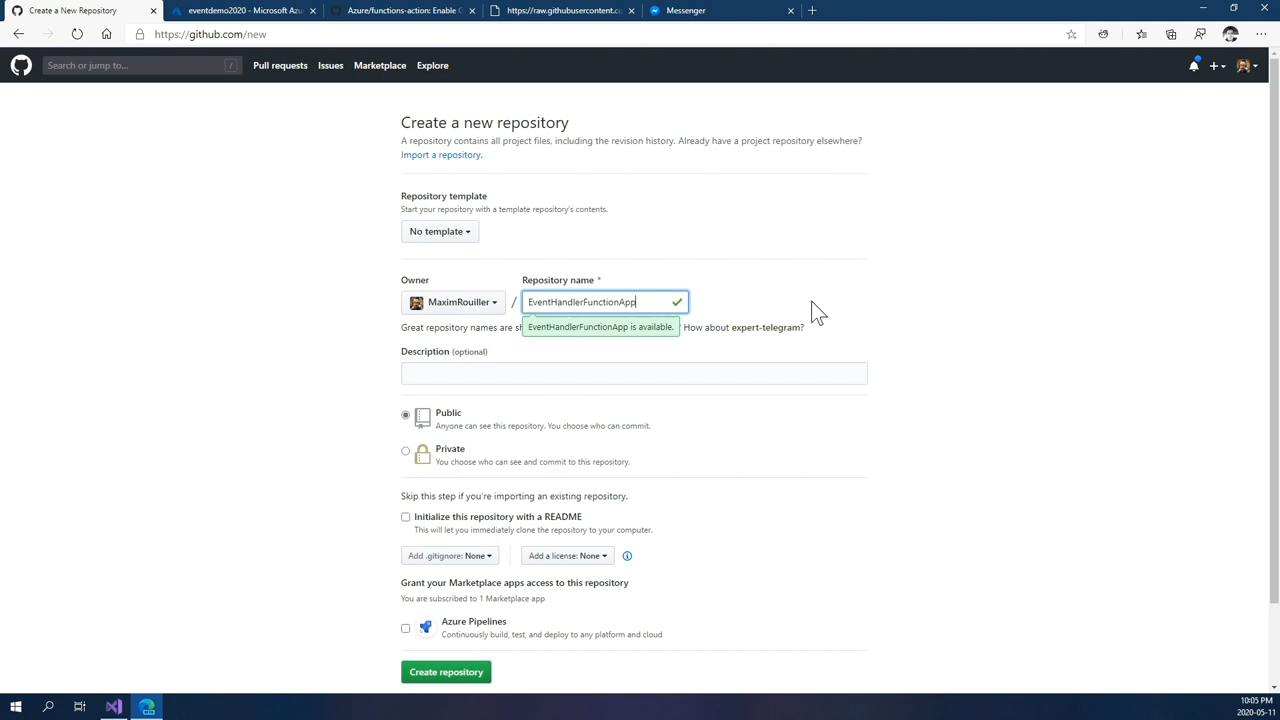 Create a New Repository
eventdemo2020 - Microsoft Azu
Azure/functions-action: Enable G
https://raw.githubusercontent.c
Messenger
https://github.com/new
Search or jump to...
/
Pull requests
Issues
Marketplace
Explore
Create a new repository
A repository contains all project files, including the revision history. Already have a project repository elsewhere?
Import a repository.
Repository template
Start your repository with a template repository's contents.
No template
Owner
Repository name *
MaximRouiller
/
EventHandlerFunctionApp
Great repository names are sh
EventHandlerFunctionApp is available.
? How about expert-telegram?
Description (optional)
Public
Anyone can see this repository. You choose who can commit.
Private
You choose who can see and commit to this repository.
Skip this step if you're importing an existing repository.
Initialize this repository with a README
This will let you immediately clone the repository to your computer.
Add .gitignore: None
Add a license: None
Grant your Marketplace apps access to this repository
You are subscribed to 1 Marketplace app
Azure Pipelines
Continuously build, test, and deploy to any platform and cloud
Create repository
10:05 PM
2020-05-11